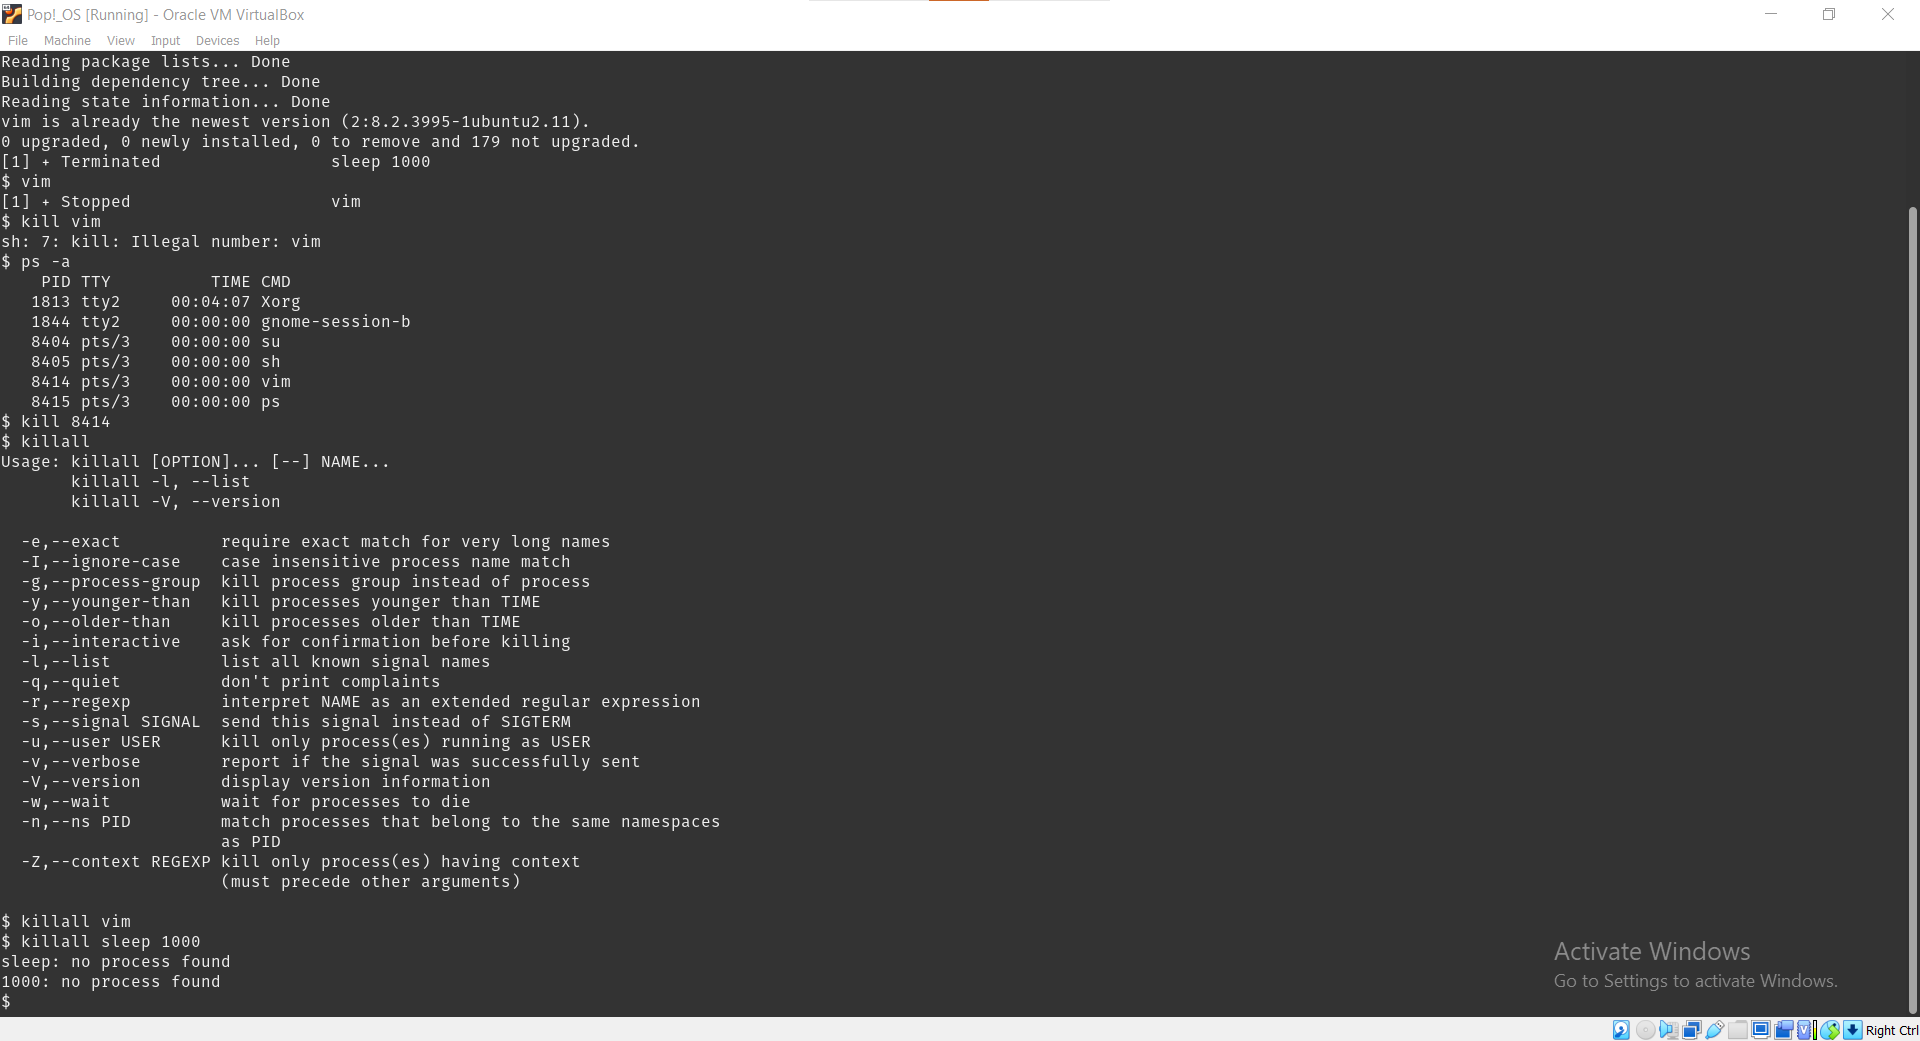 Pop!_OS [Running] - Oracle VM VirtualBox
File Machine View Input Devices Help
Reading package lists... Done
Building dependency tree... Done
Reading state information... Done
vim is already the newest version (2:8.2.3995-1ubuntu2.11).
0 upgraded, 0 newly installed, 0 to remove and 179 not upgraded.
[1] + Terminated                 sleep 1000
$ vim
[1] + Stopped                    vim
$ kill vim
sh: 7: kill: Illegal number: vim
$ ps -a
    PID TTY          TIME CMD
   1813 tty2     00:04:07 Xorg
   1844 tty2     00:00:00 gnome-session-b
   8404 pts/3    00:00:00 su
   8405 pts/3    00:00:00 sh
   8414 pts/3    00:00:00 vim
   8415 pts/3    00:00:00 ps
$ kill 8414
$ killall
Usage: killall [OPTION]... [--] NAME...
       killall -l, --list
       killall -V, --version
  -e,--exact          require exact match for very long names
  -I,--ignore-case    case insensitive process name match
  -g,--process-group  kill process group instead of process
  -y,--younger-than   kill processes younger than TIME
  -o,--older-than     kill processes older than TIME
  -i,--interactive    ask for confirmation before killing
  -l,--list           list all known signal names
  -q,--quiet          don't print complaints
  -r,--regexp         interpret NAME as an extended regular expression
  -s,--signal SIGNAL  send this signal instead of SIGTERM
  -u,--user USER      kill only process(es) running as USER
  -v,--verbose        report if the signal was successfully sent
  -V,--version        display version information
  -w,--wait           wait for processes to die
  -n,--ns PID         match processes that belong to the same namespaces
                      as PID
  -Z,--context REGEXP kill only process(es) having context
                      (must precede other arguments)
$ killall vim
$ killall sleep 1000
sleep: no process found
1000: no process found
$
Activate Windows
Go to Settings to activate Windows.
Right Ctrl